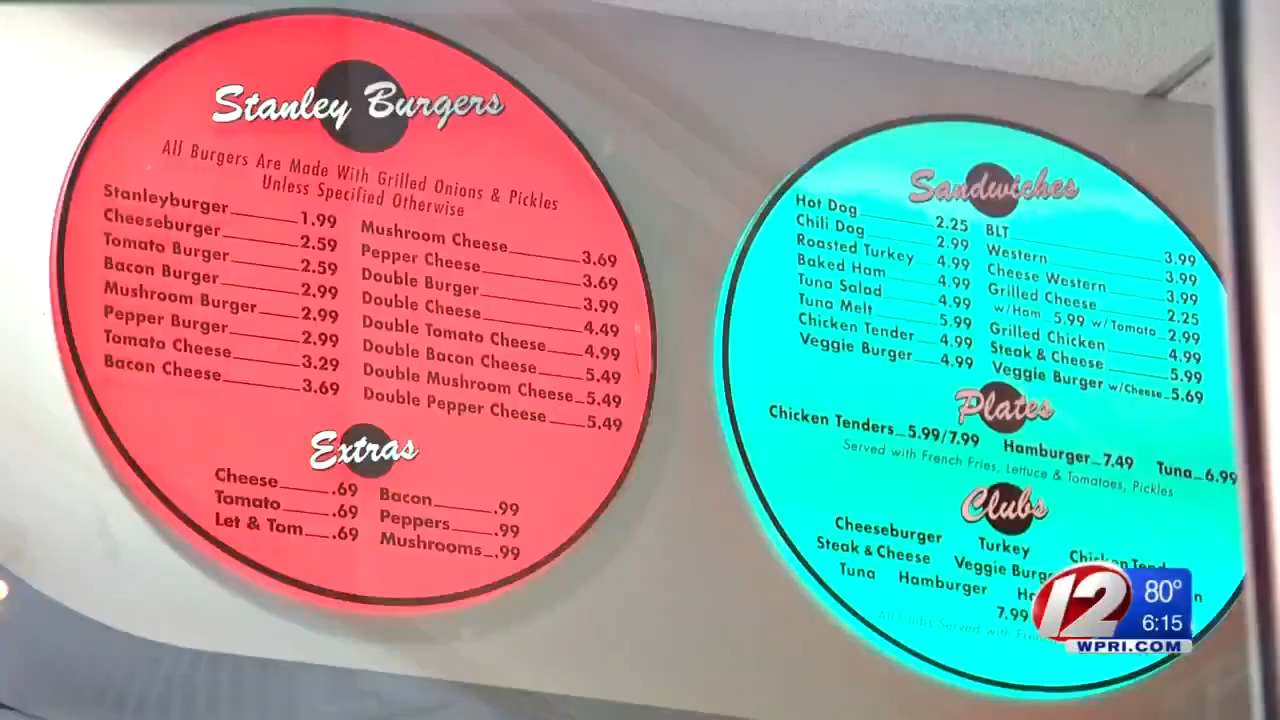 Stanley Burgers
All Burgers Are Made With Grilled Onions & Pickles
Unless Specified Otherwise
Stanleyburger 1.99
Cheeseburger 2.59
Tomato Burger 2.59
Bacon Burger 2.99
Mushroom Burger 2.99
Pepper Burger 2.99
Tomato Cheese 3.29
Bacon Cheese 3.69
Mushroom Cheese 3.69
Pepper Cheese 3.69
Double Burger 3.99
Double Cheese 4.49
Double Tomato Cheese 4.99
Double Bacon Cheese 5.49
Double Mushroom Cheese 5.49
Double Pepper Cheese 5.49
Extras
Cheese .69
Tomato .69
Let & Tom .69
Bacon .99
Peppers .99
Mushrooms .99
Sandwiches
Hot Dog 2.25
Chili Dog 2.99
Roasted Turkey 4.99
Baked Ham 4.99
Tuna Salad 4.99
Tuna Melt 5.99
Chicken Tender 4.99
Veggie Burger 4.99
BLT 3.99
Western 3.99
Cheese Western 3.99
Grilled Cheese 2.25
w/Ham 5.99 w/Tomato 2.99
Grilled Chicken 4.99
Steak & Cheese 5.99
Veggie Burger w/Cheese 5.69
Plates
Chicken Tenders 5.99/7.99 Hamburger 7.49 Tuna 6.99
Served with French Fries, Lettuce & Tomatoes, Pickles
Clubs
Cheeseburger Turkey Chicken Tend
Steak & Cheese Veggie Burge
Tuna Hamburger
7.99
All Clubs Served with
12
80°
6:15
WPRI.COM